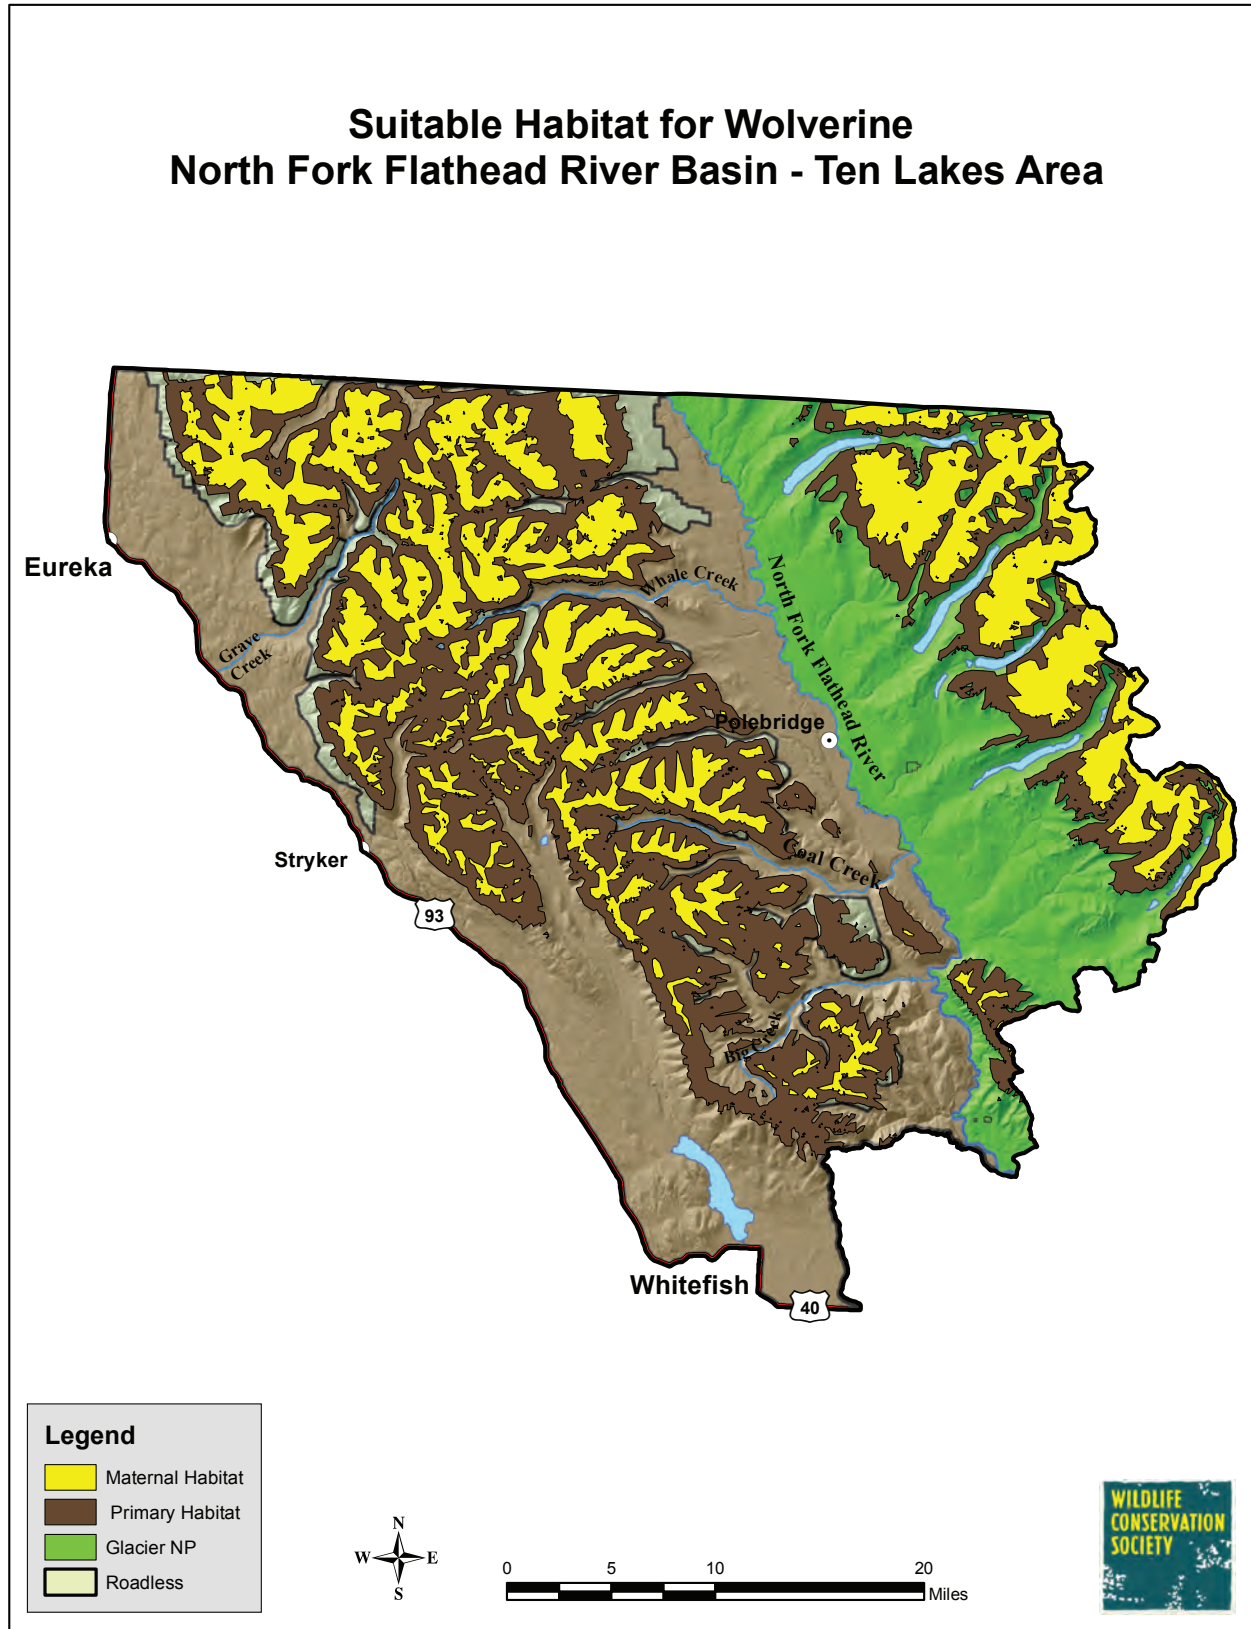 Suitable Habitat for Wolverine
North Fork Flathead River Basin - Ten Lakes Area
Eureka
Grave
Creek
Whale Creek
North Fork Flathead River
Polebridge
Stryker
93
Coal Creek
Big Creek
Whitefish
40
Legend
Maternal Habitat
Primary Habitat
Glacier NP
Roadless
N
W E
S
0 5 10 20
Miles
WILDLIFE
CONSERVATION
SOCIETY